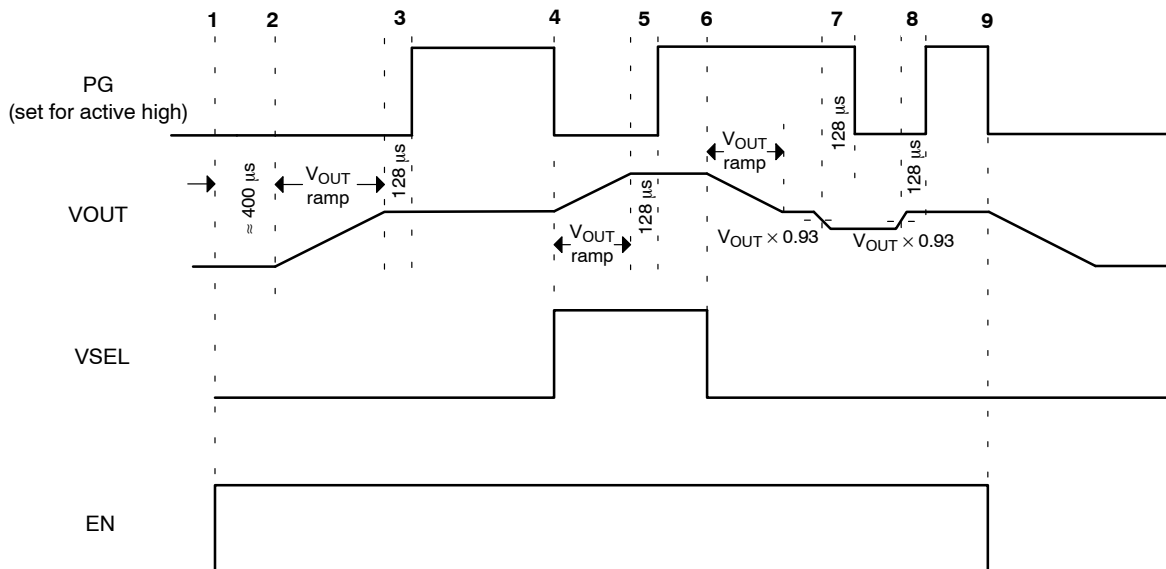 1 2 3 4 5 6 7 8 9
PG
(set for active high)
128 μs
VOUT ramp
128 μs
VOUT
≈ 400 μs
VOUT ramp
128 μs
VOUT ramp
128 μs
VOUT × 0.93
VOUT × 0.93
VSEL
EN